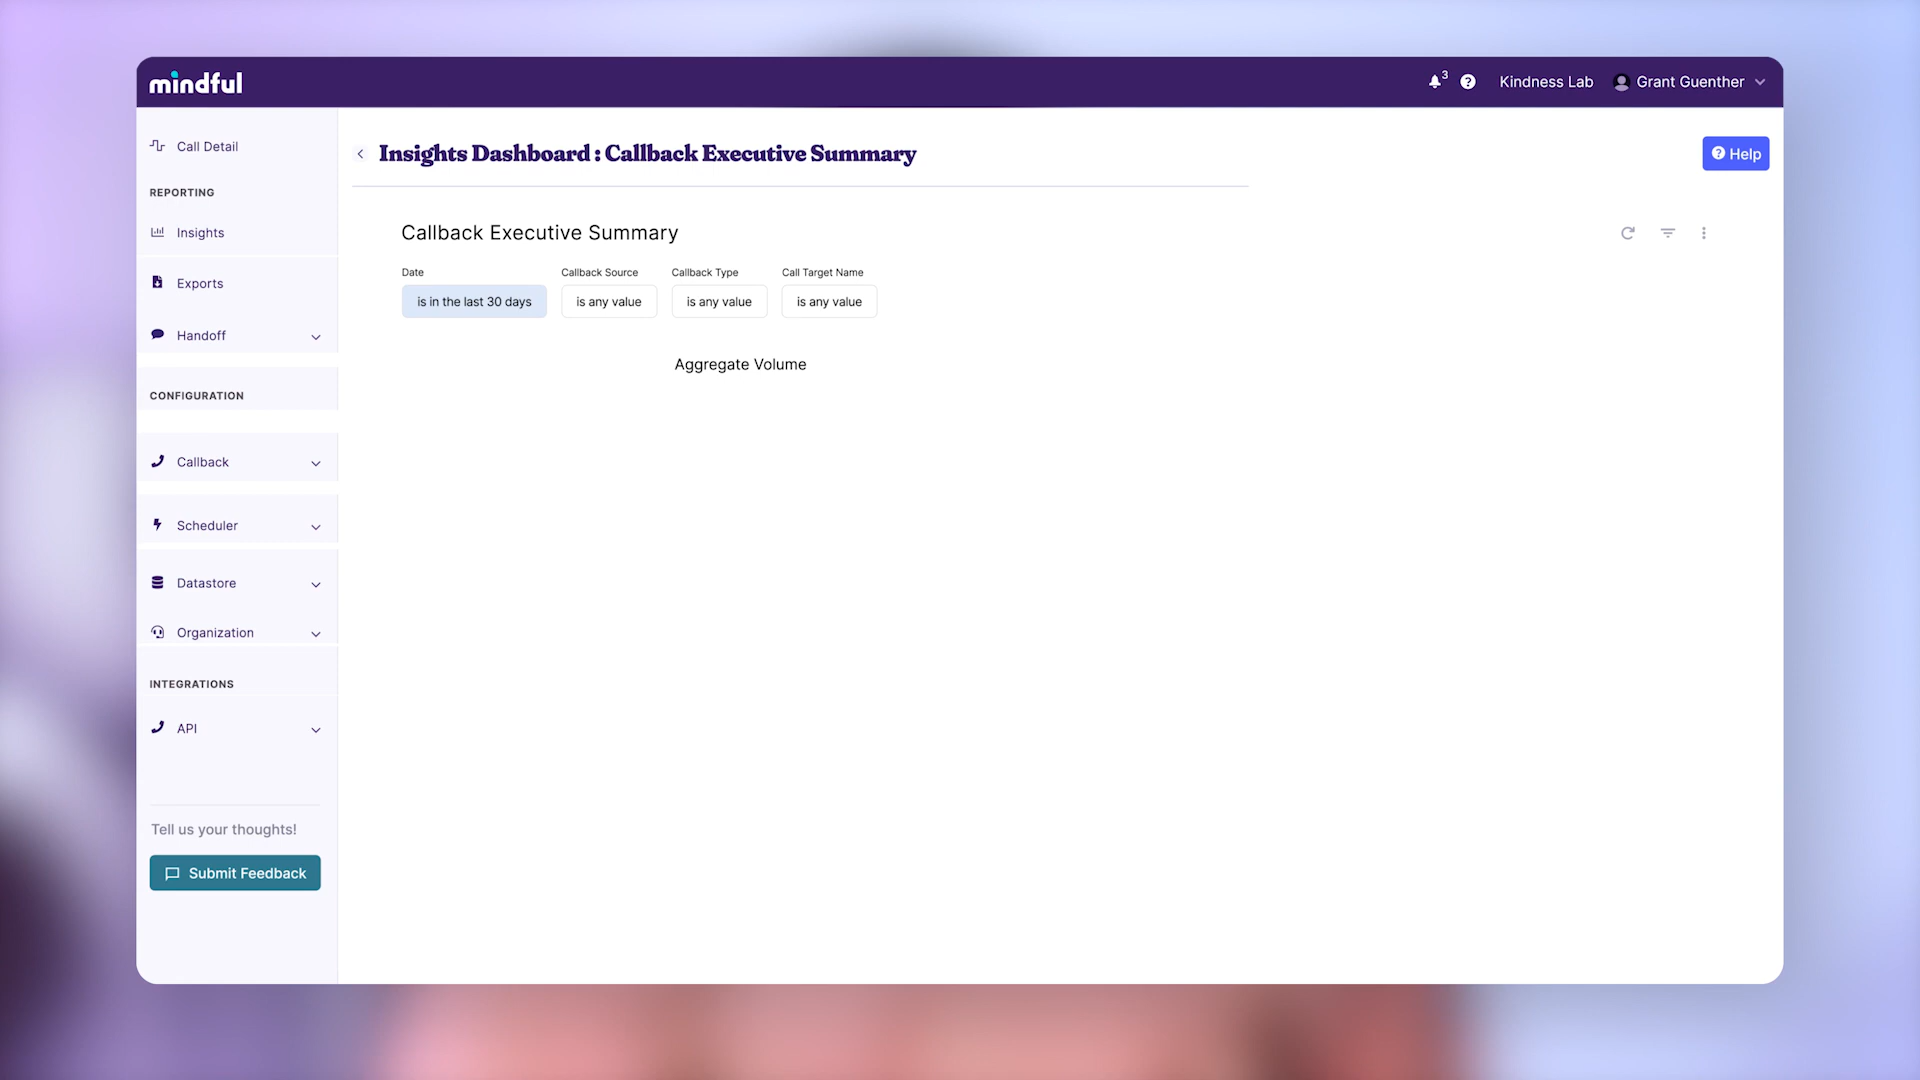 mindful
3
?
Kindness Lab
Grant Guenther
Call Detail
REPORTING
Insights
Exports
Handoff
CONFIGURATION
Callback
Scheduler
Datastore
Organization
INTEGRATIONS
API
Tell us your thoughts!
Submit Feedback
Insights Dashboard : Callback Executive Summary
? Help
Callback Executive Summary
Date
Callback Source
Callback Type
Call Target Name
is in the last 30 days
is any value
is any value
is any value
Aggregate Volume